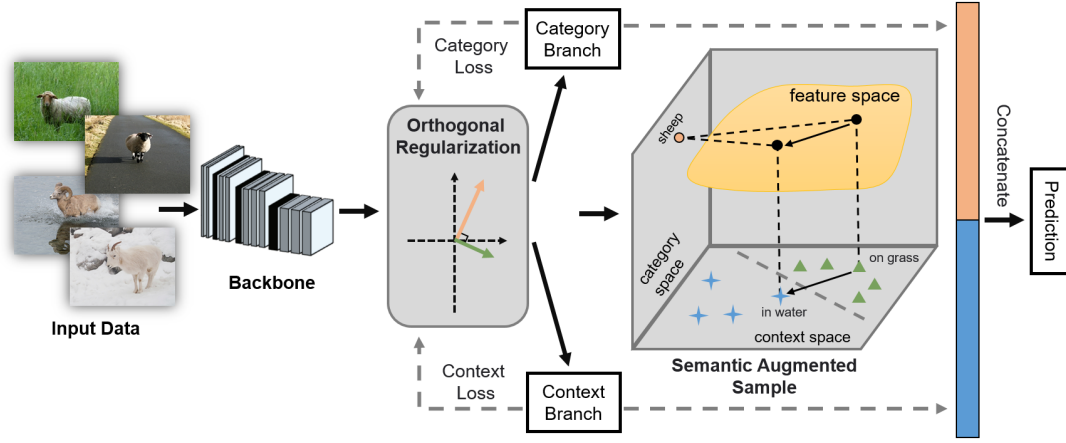 Input Data
Backbone
Category
Loss
Category
Branch
Orthogonal
Regularization
Context
Loss
Context
Branch
feature space
sheep
category
space
on grass
in water
context space
Semantic Augmented
Sample
Concatenate
Prediction